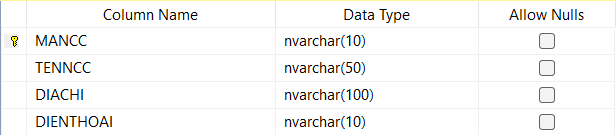 Column Name Data Type Allow Nulls
MANCC nvarchar(10)
TENNCC nvarchar(50)
DIACHI nvarchar(100)
DIENTHOAI nvarchar(10)